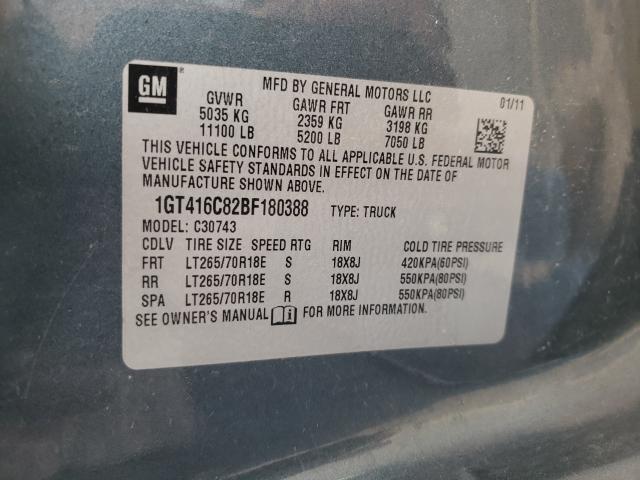 GM
MFD BY GENERAL MOTORS LLC
01/11
GVWR GAWR FRT GAWR RR
5035 KG 2359 KG 3198 KG
11100 LB 5200 LB 7050 LB
THIS VEHICLE CONFORMS TO ALL APPLICABLE U.S. FEDERAL MOTOR
VEHICLE SAFETY STANDARDS IN EFFECT ON THE DATE OF
MANUFACTURE SHOWN ABOVE.
1GT416C82BF180388 TYPE: TRUCK
MODEL: C30743
CDLV TIRE SIZE SPEED RTG RIM COLD TIRE PRESSURE
FRT LT265/70R18E S 18X8J 420KPA(60PSI)
RR LT265/70R18E S 18X8J 550KPA(80PSI)
SPA LT265/70R18E R 18X8J 550KPA(80PSI)
SEE OWNER'S MANUAL i FOR MORE INFORMATION.